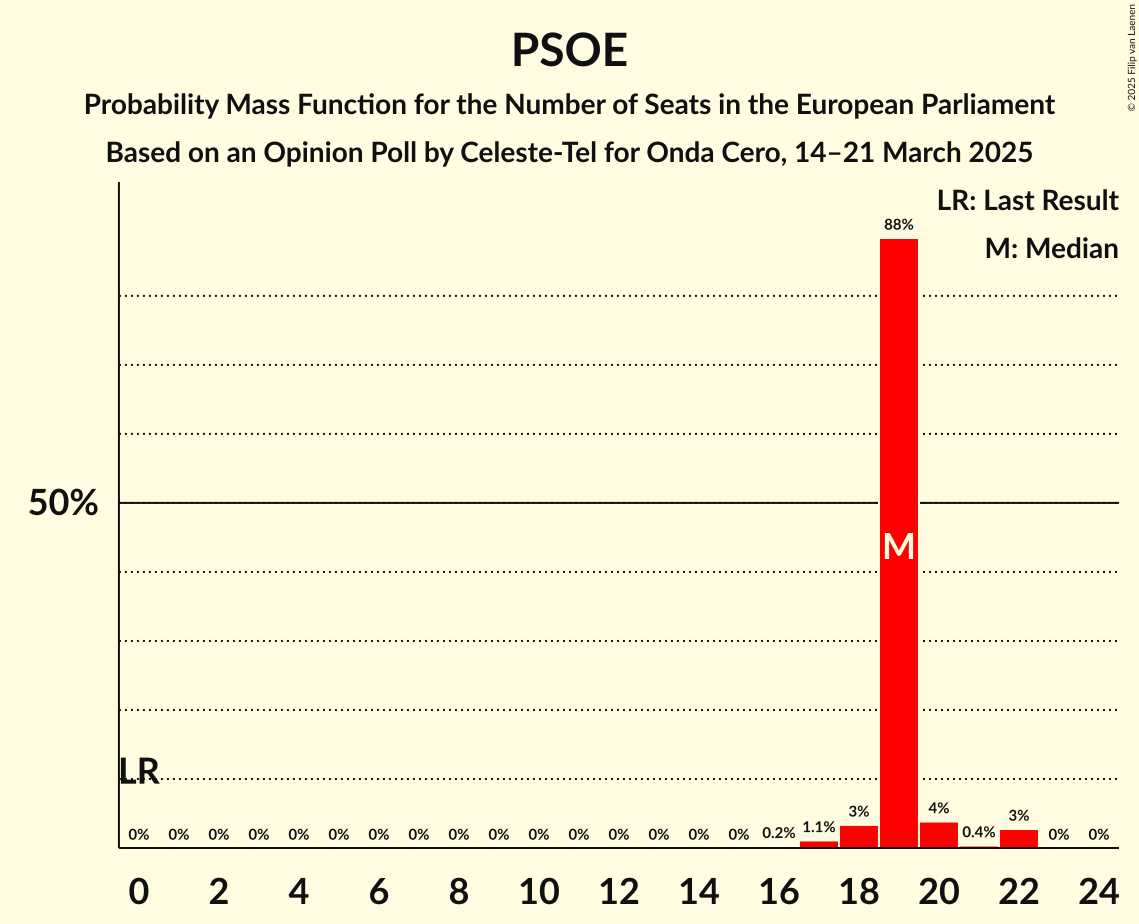 PSOE
Probability Mass Function for the Number of Seats in the European Parliament
Based on an Opinion Poll by Celeste-Tel for Onda Cero, 14–21 March 2025
© 2025 Filip van Laenen
LR: Last Result
M: Median
88%
50%
M
LR
0% 0% 0% 0% 0% 0% 0% 0% 0% 0% 0% 0% 0% 0% 0% 0% 0.2% 1.1% 3% 4% 0.4% 3% 0% 0%
0 2 4 6 8 10 12 14 16 18 20 22 24